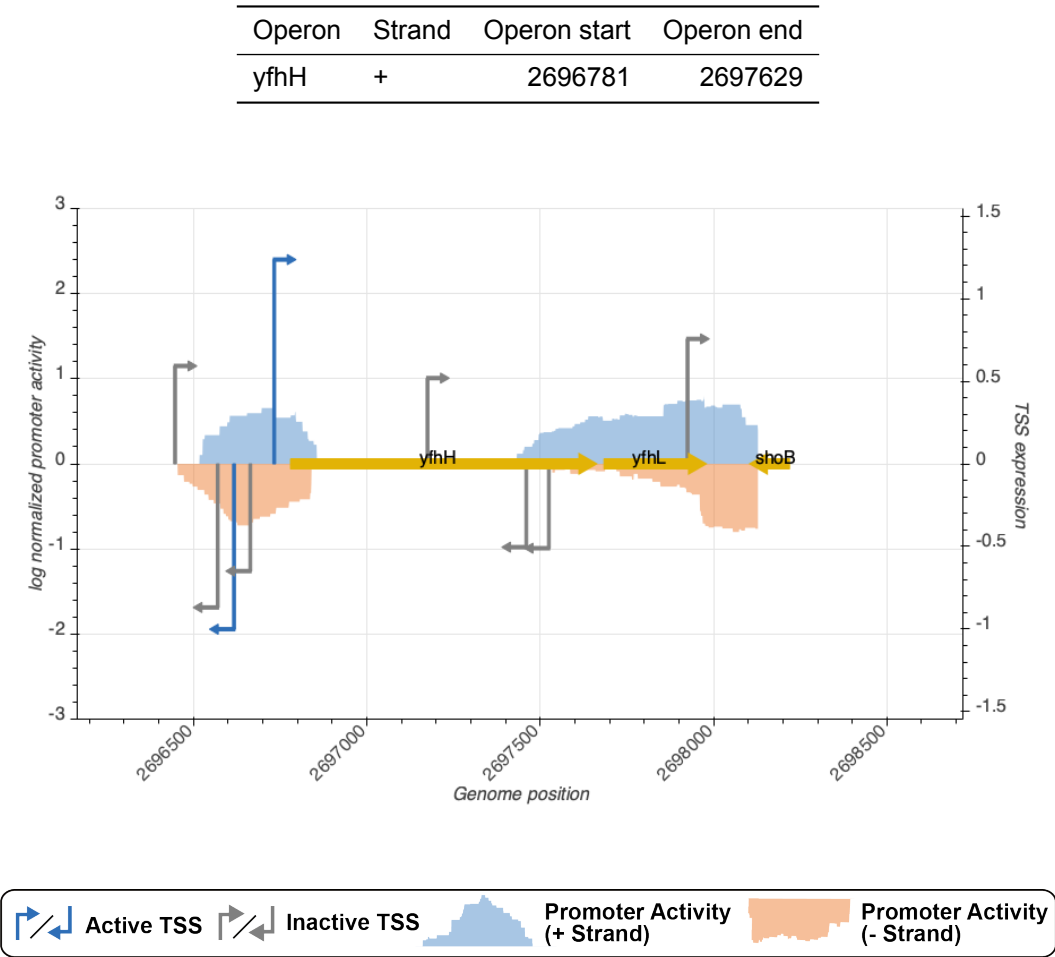 Operon Strand Operon start Operon end
yfhH + 2696781 2697629
3
2
1
0
-1
-2
-3
log normalized promoter activity
1.5
1
0.5
0
-0.5
-1
-1.5
TSS expression
yfhH yfhL shoB
2696500 2697000 2697500 2698000 2698500
Genome position
Active TSS
Inactive TSS
Promoter Activity
(+ Strand)
Promoter Activity
(- Strand)